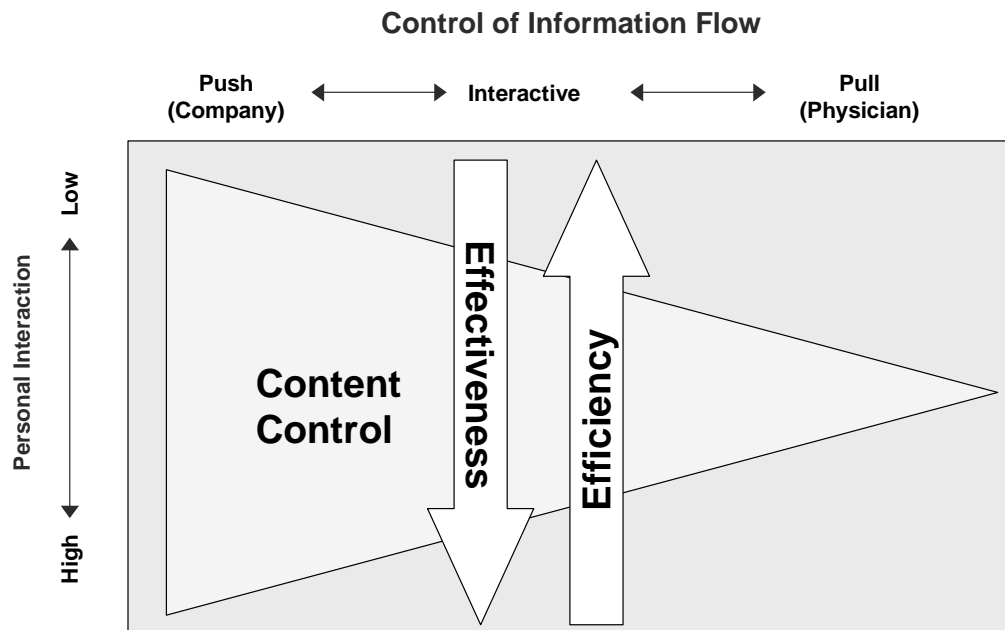 Control of Information Flow
Push
(Company)
Interactive
Pull
(Physician)
Low
Personal Interaction
High
Content
Control
Effectiveness
Efficiency